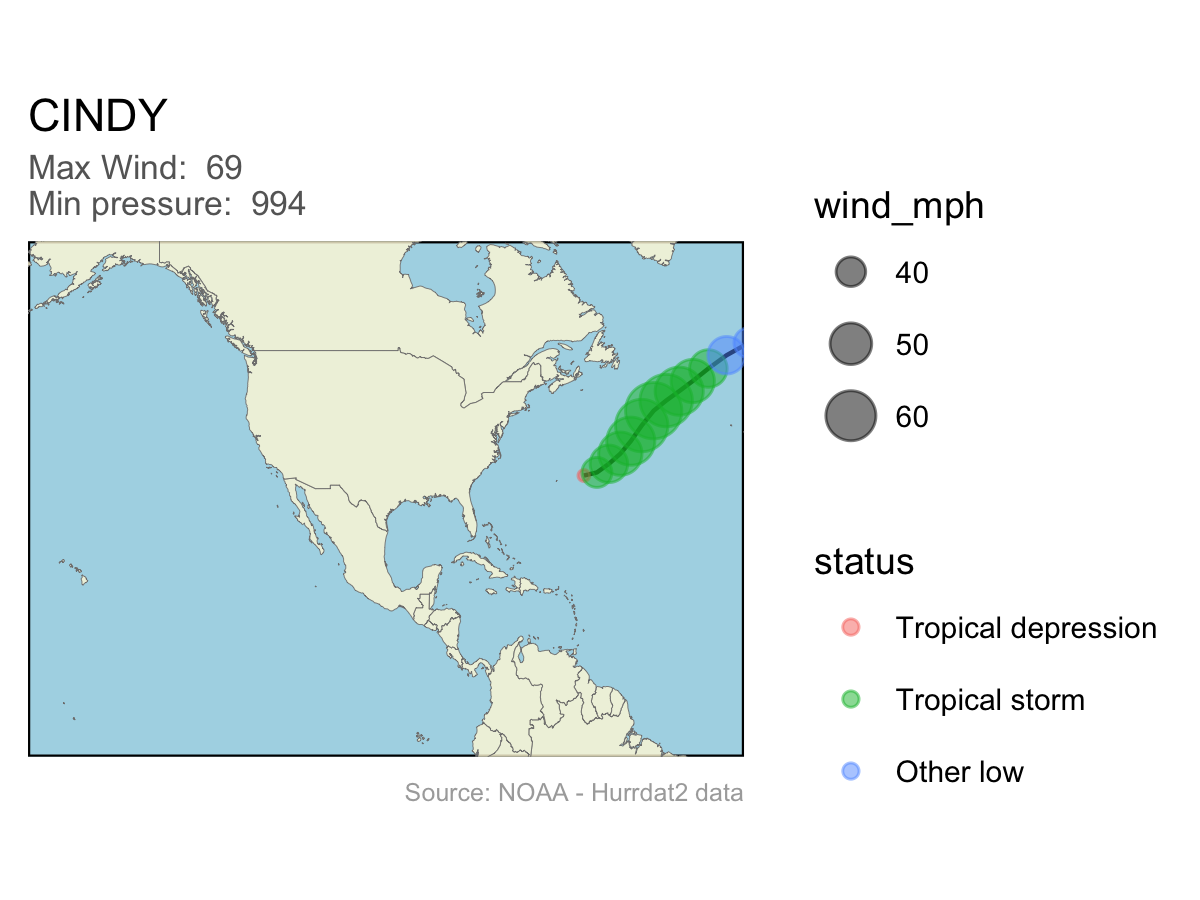 CINDY
Max Wind:  69
Min pressure:  994
wind_mph
40
50
60
status
Tropical depression
Tropical storm
Other low
Source: NOAA - Hurrdat2 data